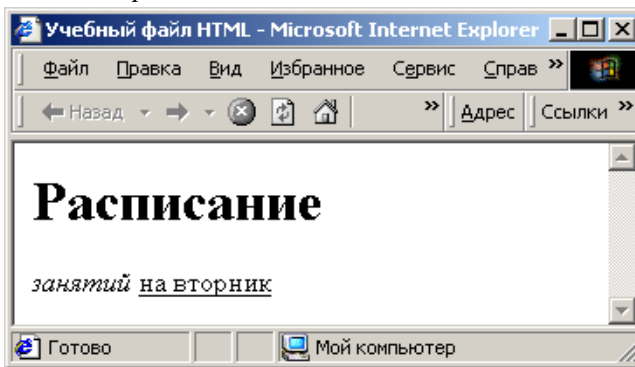 Учебный файл HTML - Microsoft Internet Explorer
Файл Правка Вид Избранное Сервис Справ »
Назад » Адрес Ссылки »
Расписание
занятий на вторник
Готово Мой компьютер